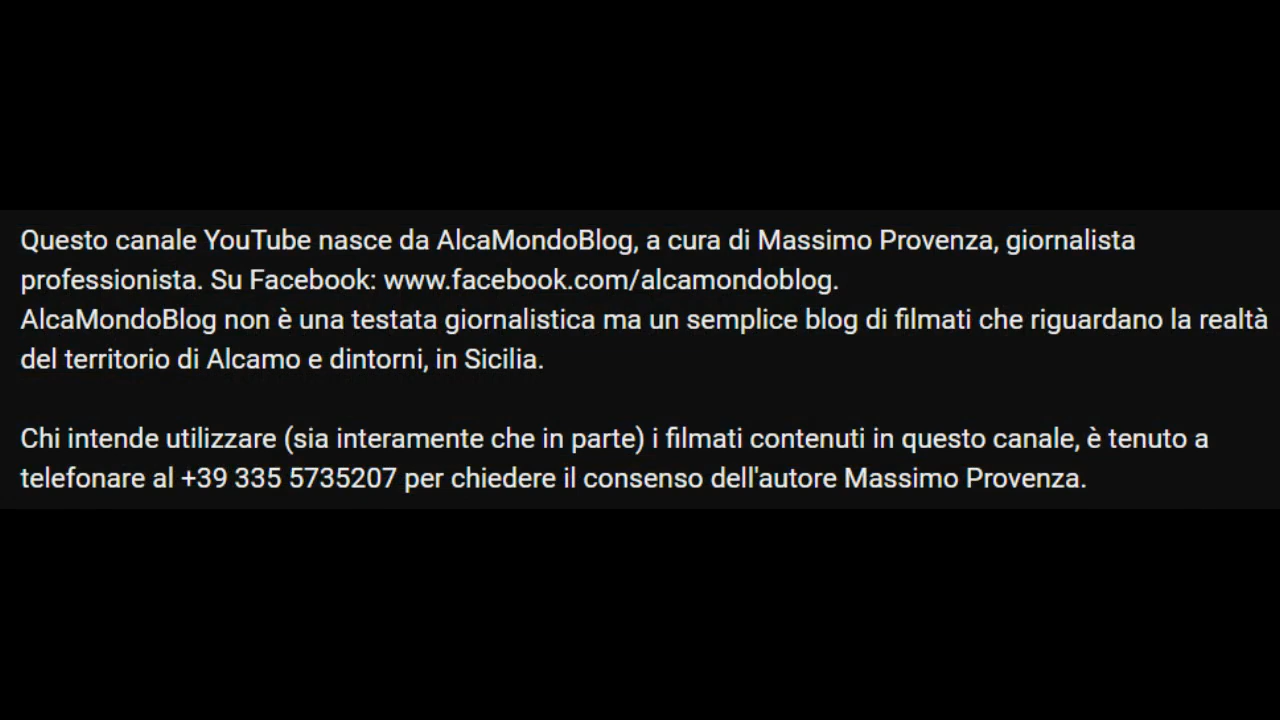 Questo canale YouTube nasce da AlcaMondoBlog, a cura di Massimo Provenza, giornalista
professionista. Su Facebook: www.facebook.com/alcamondoblog.
AlcaMondoBlog non è una testata giornalistica ma un semplice blog di filmati che riguardano la realtà
del territorio di Alcamo e dintorni, in Sicilia.
Chi intende utilizzare (sia interamente che in parte) i filmati contenuti in questo canale, è tenuto a
telefonare al +39 335 5735207 per chiedere il consenso dell'autore Massimo Provenza.